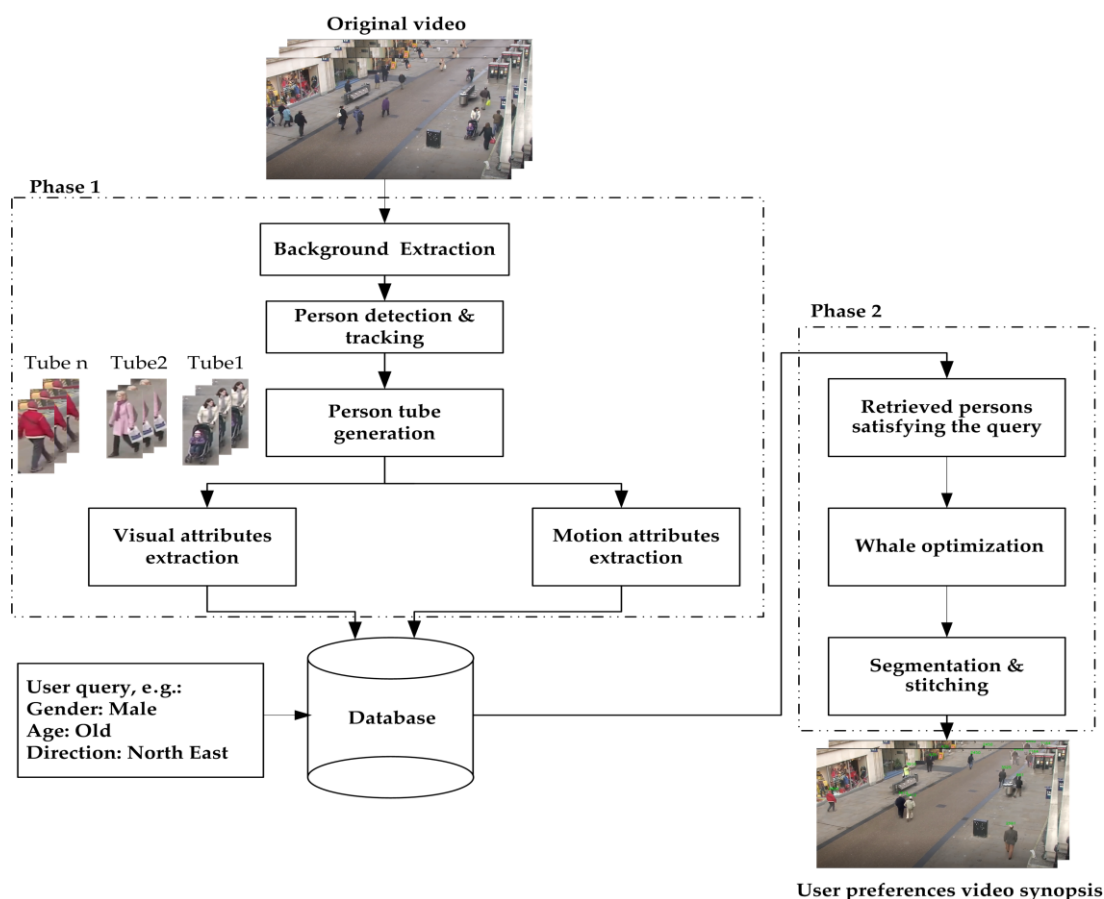 Original video
Phase 1
Background Extraction
Person detection &
tracking
Tube n
Tube2
Tube1
Person tube
generation
Visual attributes
extraction
Motion attributes
extraction
User query, e.g.:
Gender: Male
Age: Old
Direction: North East
Database
Phase 2
Retrieved persons
satisfying the query
Whale optimization
Segmentation &
stitching
User preferences video synopsis